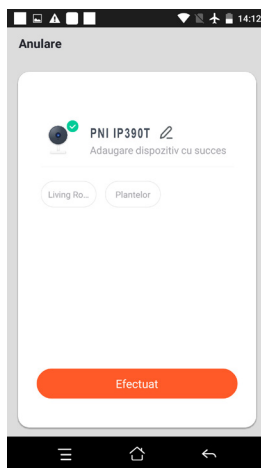 14:12
Anulare
PNI IP390T
Adaugare dispozitiv cu succes
Living Ro... Plantelor
Efectuat